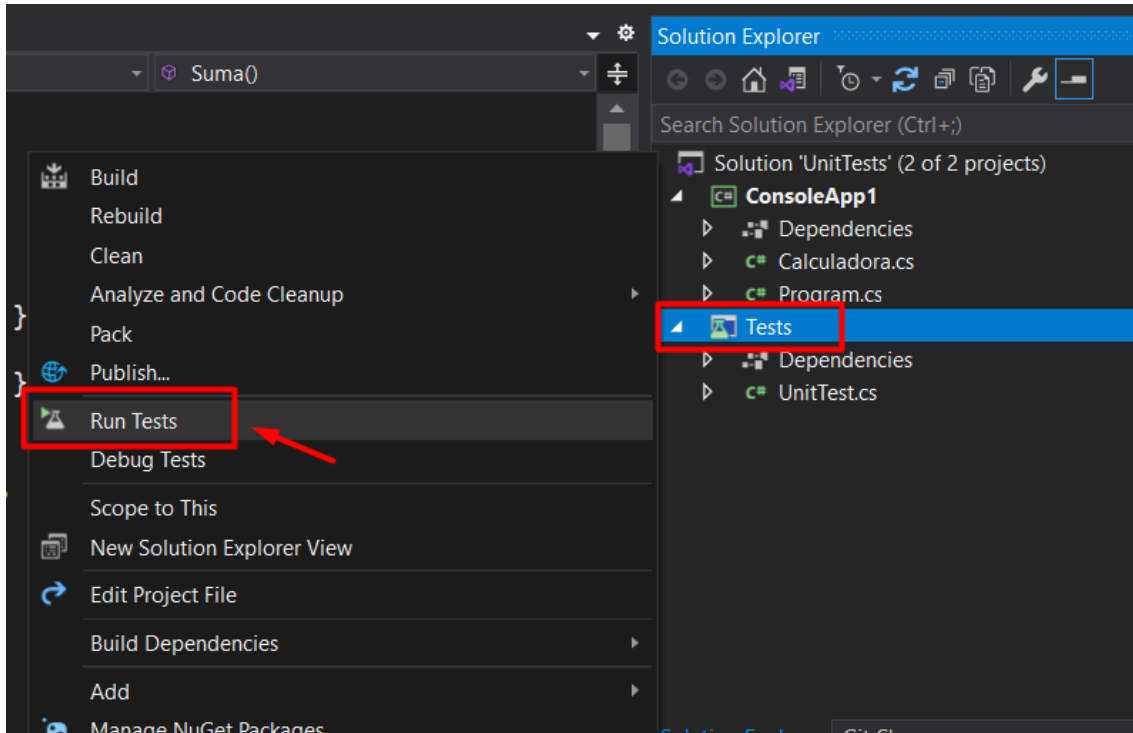 Suma()
}
}
Build
Rebuild
Clean
Analyze and Code Cleanup
Pack
Publish...
Run Tests
Debug Tests
Scope to This
New Solution Explorer View
Edit Project File
Build Dependencies
Add
Manage NuGet Packages
Solution Explorer
Search Solution Explorer (Ctrl+;)
Solution 'UnitTests' (2 of 2 projects)
C# ConsoleApp1
Dependencies
C# Calculadora.cs
C# Program.cs
Tests
Dependencies
C# UnitTest.cs
Solution Explorer